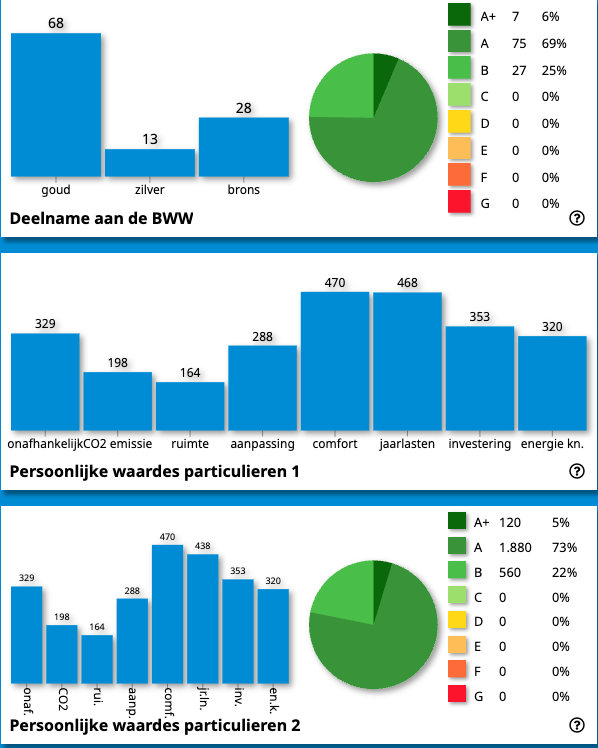 68
13
28
goud zilver brons
A+ 7 6%
A 75 69%
B 27 25%
C 0 0%
D 0 0%
E 0 0%
F 0 0%
G 0 0%
Deelname aan de BWW ?
329
198
164
288
470
468
353
320
onafhankelijk CO2 emissie ruimte aanpassing comfort jaarlasten investering energie kn.
Persoonlijke waardes particulieren 1 ?
329
198
164
288
470
438
353
320
onaf. CO2 rui. aanp. comf. jr.ln. inv. en.k.
A+ 120 5%
A 1.880 73%
B 560 22%
C 0 0%
D 0 0%
E 0 0%
F 0 0%
G 0 0%
Persoonlijke waardes particulieren 2 ?